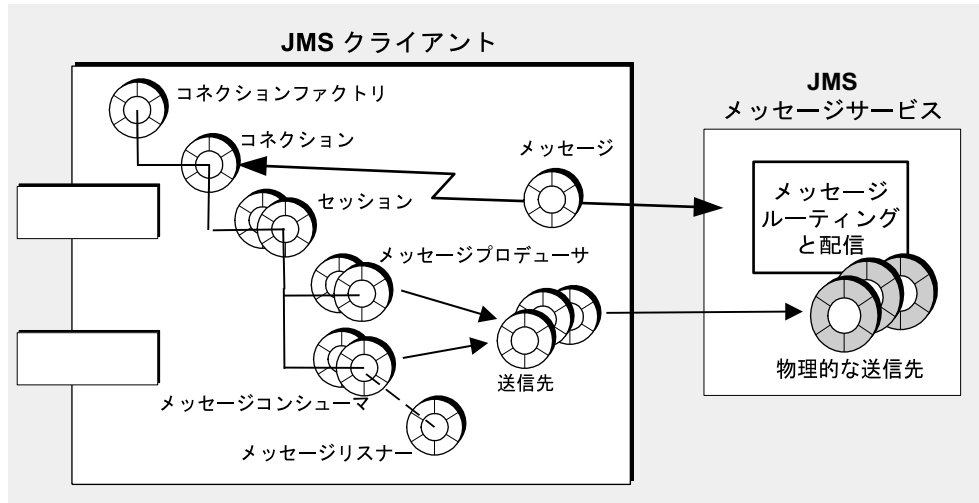 JMS クライアント
コネクションファクトリ
コネクション
メッセージ
セッション
メッセージプロデューサ
送信先
メッセージコンシューマ
メッセージリスナー
JMS
メッセージサービス
メッセージ
ルーティング
と配信
物理的な送信先